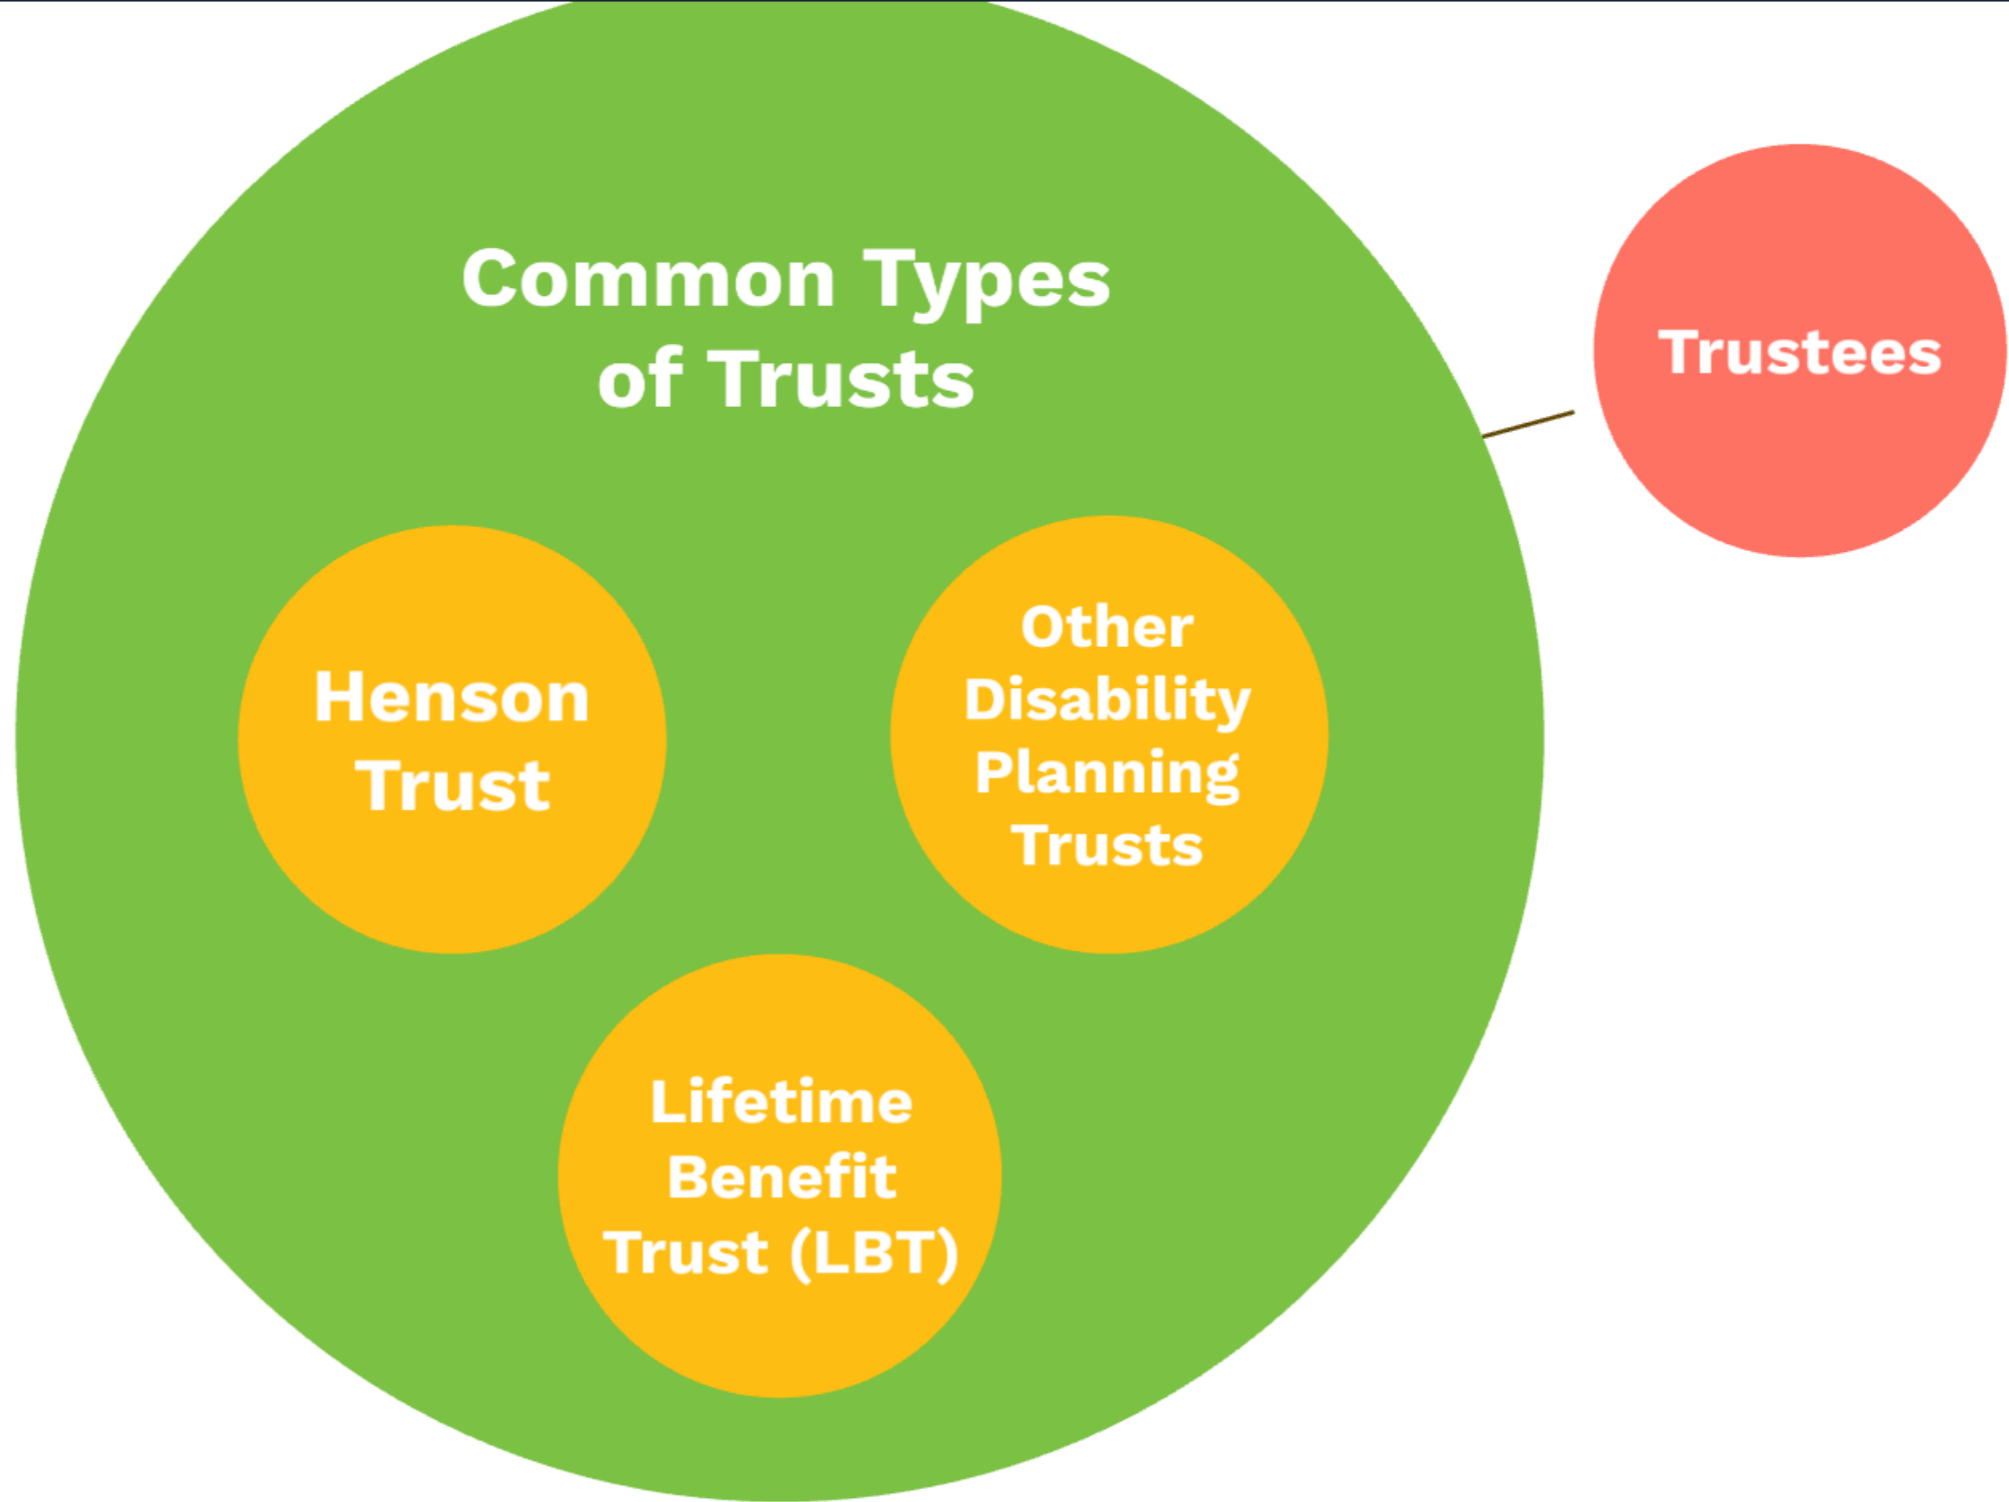 Common Types
of Trusts
Trustees
Henson
Trust
Other
Disability
Planning
Trusts
Lifetime
Benefit
Trust (LBT)